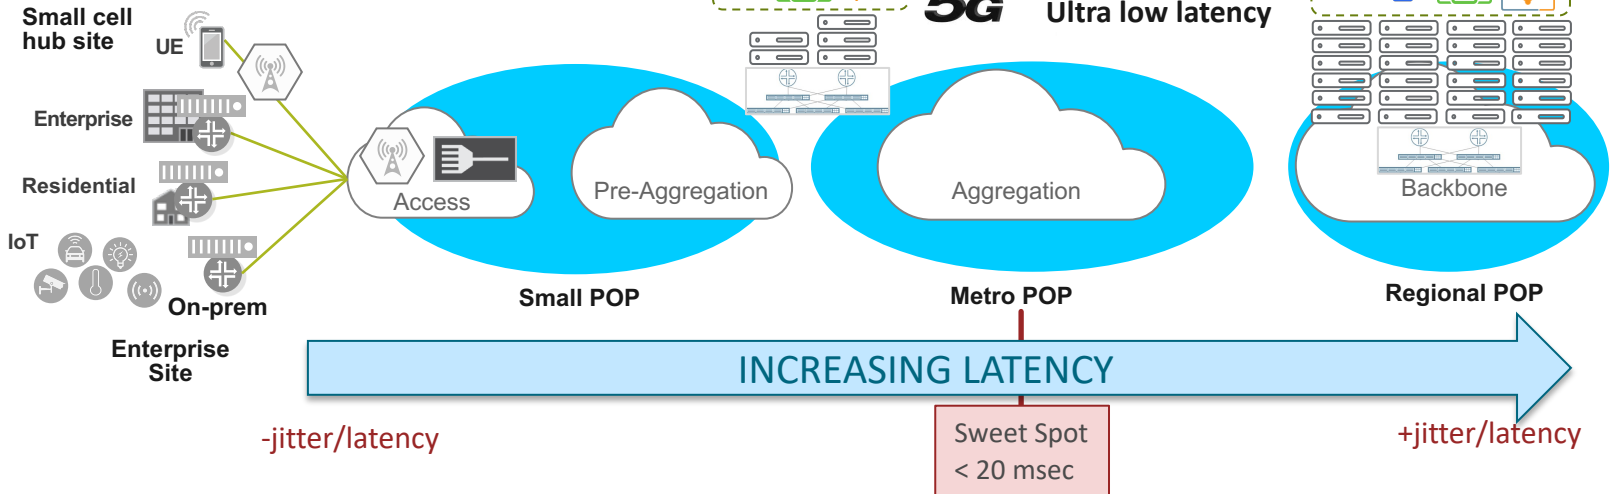 Small cell
hub site
UE
Enterprise
Residential
IoT
On-prem
Enterprise
Site
5G
Ultra low latency
Access
Pre-Aggregation
Aggregation
Backbone
Small POP
Metro POP
Regional POP
INCREASING LATENCY
-jitter/latency
Sweet Spot
< 20 msec
+jitter/latency